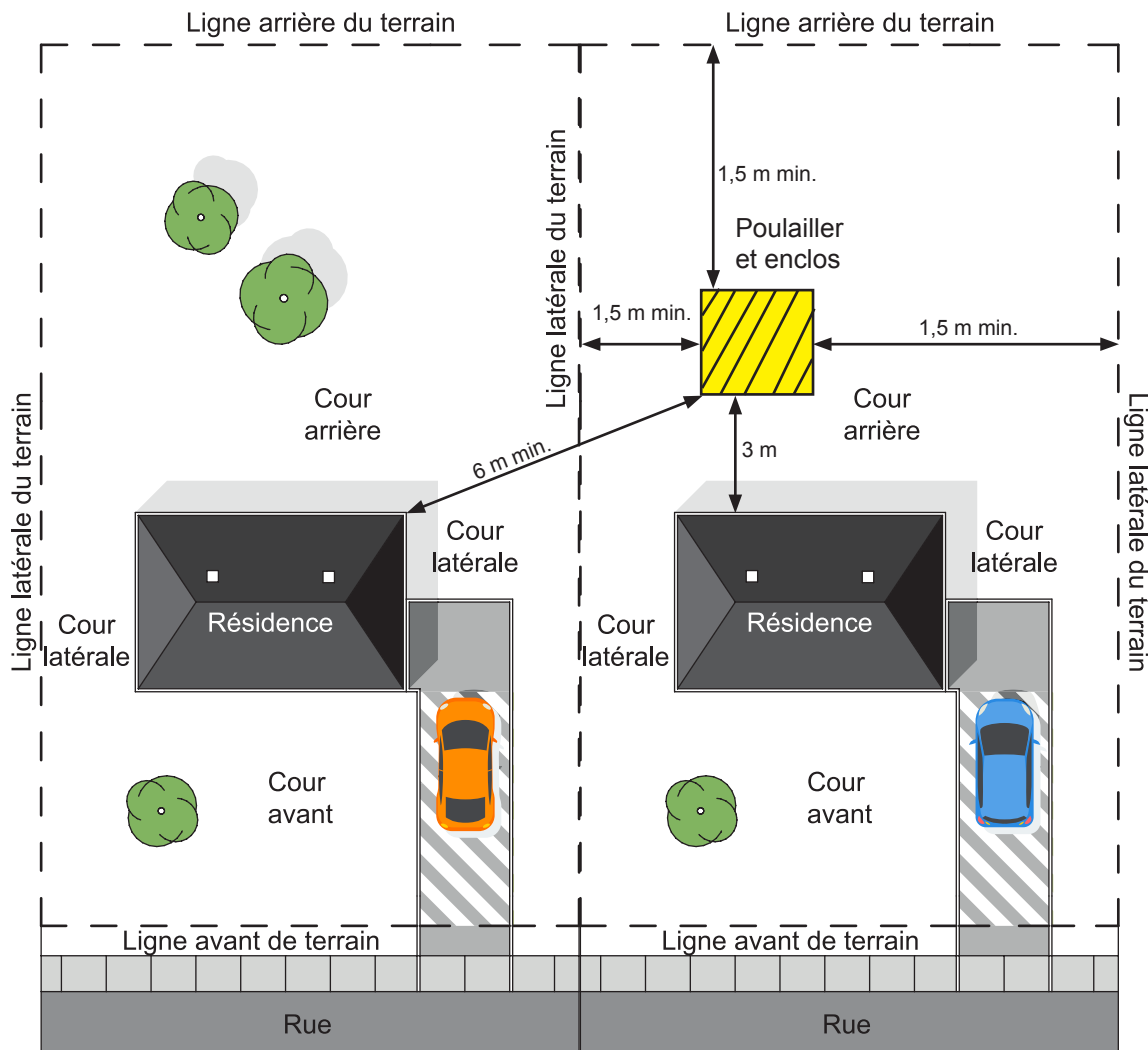 Ligne arrière du terrain
Ligne arrière du terrain
1,5 m min.
Poulailler
et enclos
Ligne latérale du terrain
1,5 m min.
1,5 m min.
Cour
arrière
Cour
arrière
6 m min.
3 m
Ligne latérale du terrain
Ligne latérale du terrain
Cour
latérale
Cour
latérale
Résidence
Résidence
Cour
latérale
Cour
latérale
Cour
avant
Cour
avant
Ligne avant de terrain
Ligne avant de terrain
Rue
Rue